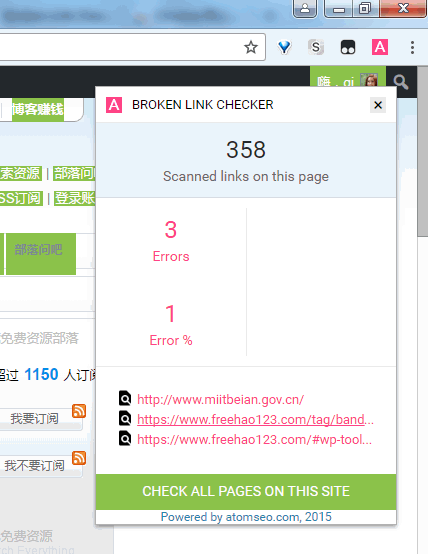 嗨，qi
A BROKEN LINK CHECKER
博客赚钱
358
Scanned links on this page
索资源 | 部落问
SS订阅 | 登录账
3
Errors
部落问吧
1
Error %
免费资源部落
超过 1150 人订阅
http://www.miitbeian.gov.cn/
https://www.freehao123.com/tag/band...
https://www.freehao123.com/#wp-tool...
我要订阅
我不要订阅
CHECK ALL PAGES ON THIS SITE
Powered by atomseo.com, 2015
免费资源
Search Everything